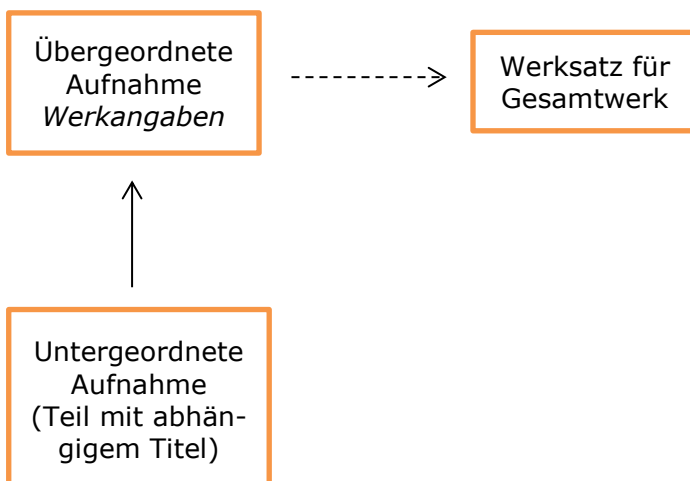 Übergeordnete
Aufnahme
Werkangaben
Werksatz für
Gesamtwerk
Untergeordnete
Aufnahme
(Teil mit abhän-
gigem Titel)